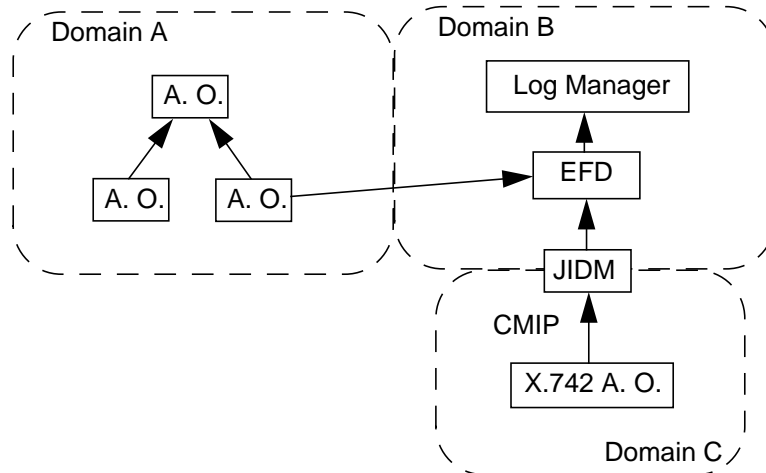 Domain A
Domain B
A. O.
Log Manager
A. O.
A. O.
EFD
JIDM
CMIP
X.742 A. O.
Domain C